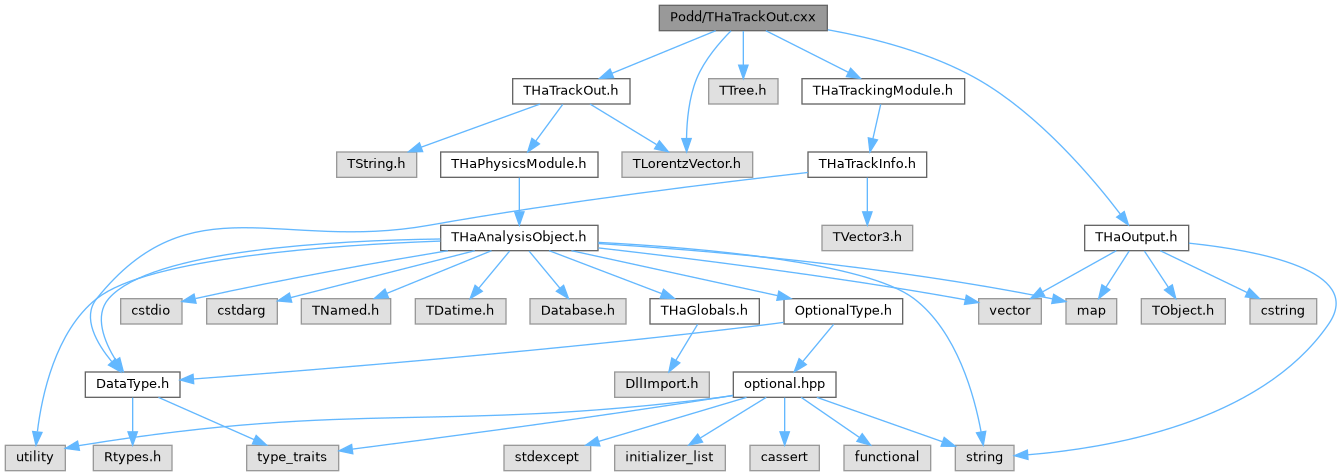 Podd/THaTrackOut.cxx
THaTrackOut.h
TTree.h
THaTrackingModule.h
TString.h
THaPhysicsModule.h
TLorentzVector.h
THaTrackInfo.h
TVector3.h
THaAnalysisObject.h
THaOutput.h
cstdio
cstdarg
TNamed.h
TDatime.h
Database.h
THaGlobals.h
OptionalType.h
vector
map
TObject.h
cstring
DataType.h
DllImport.h
optional.hpp
utility
Rtypes.h
type_traits
stdexcept
initializer_list
cassert
functional
string